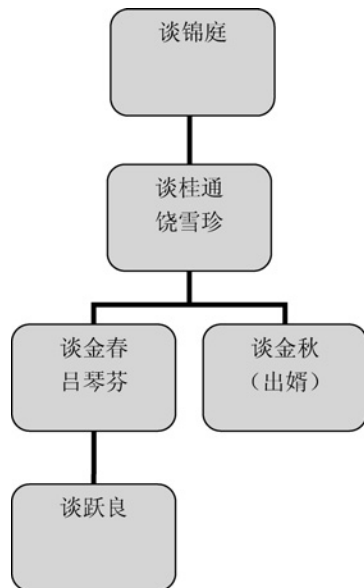 谈锦庭
谈桂通
饶雪珍
谈金春
吕琴芬
谈金秋
（出婿）
谈跃良